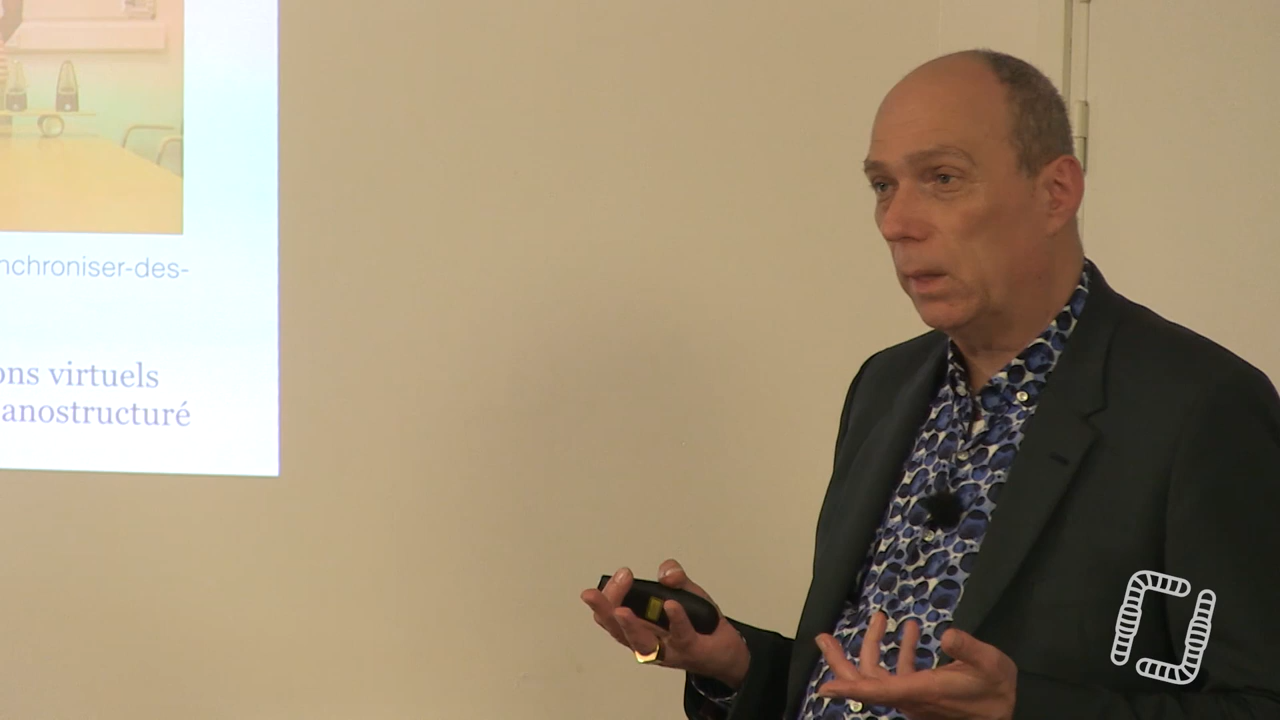 nchroniser-des-
ons virtuels
anostructuré